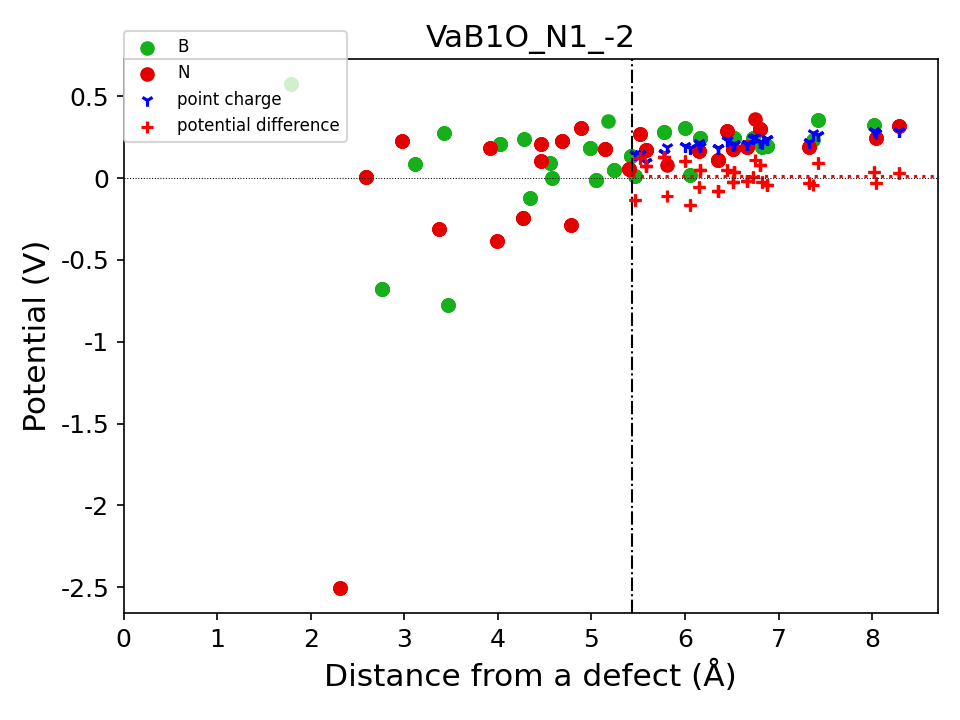 VaB1O_N1_-2
B
N
point charge
potential difference
0.5
0
-0.5
-1
-1.5
-2
-2.5
Potential (V)
0 1 2 3 4 5 6 7 8
Distance from a defect (Å)